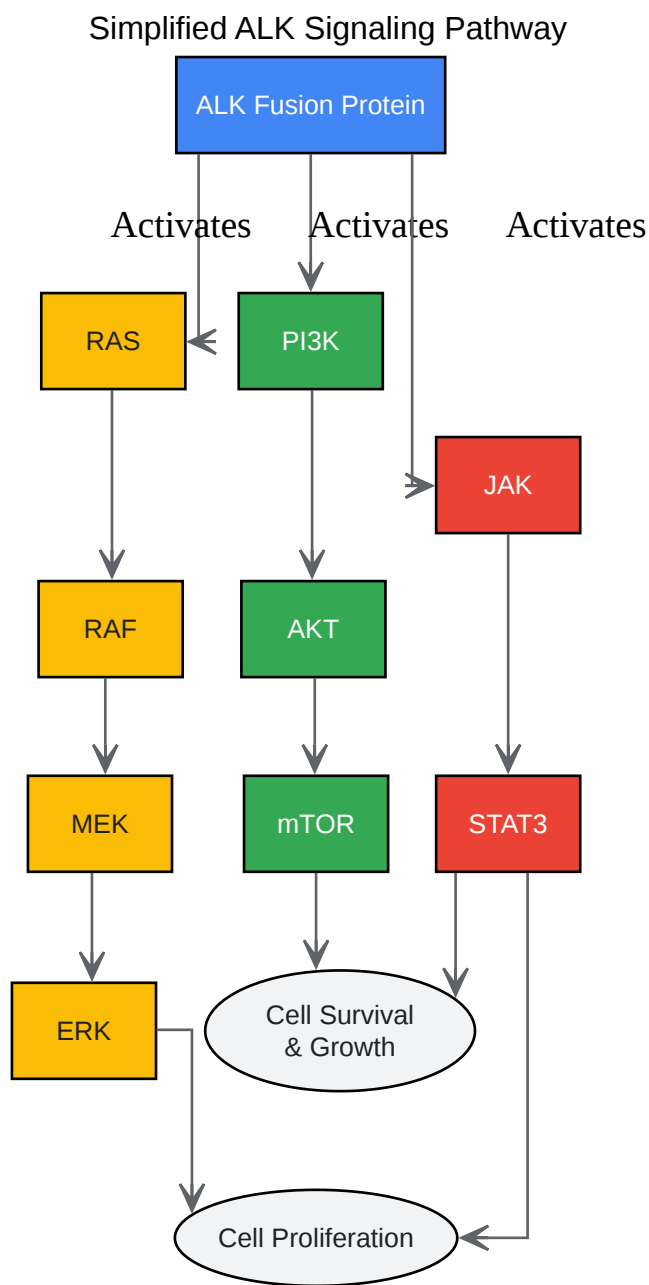 Simplified ALK Signaling Pathway
ALK Fusion Protein
Activates
Activates
Activates
RAS
PI3K
JAK
RAF
AKT
MEK
mTOR
STAT3
ERK
Cell Survival
& Growth
Cell Proliferation